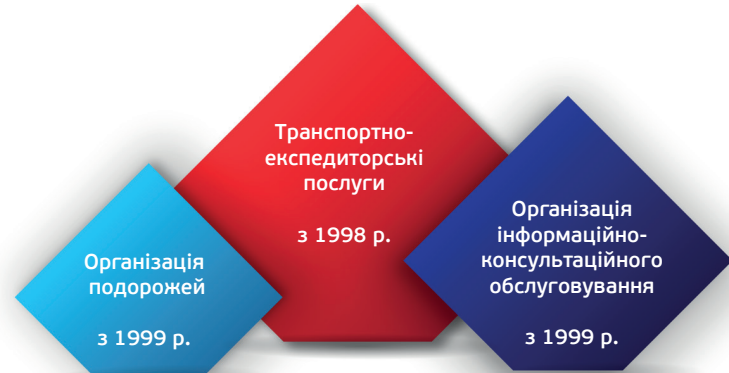 Організація
подорожей
з 1999 р.
Транспортно-
експедиторські
послуги
з 1998 р.
Організація
інформаційно-
консультаційного
обслуговування
з 1999 р.